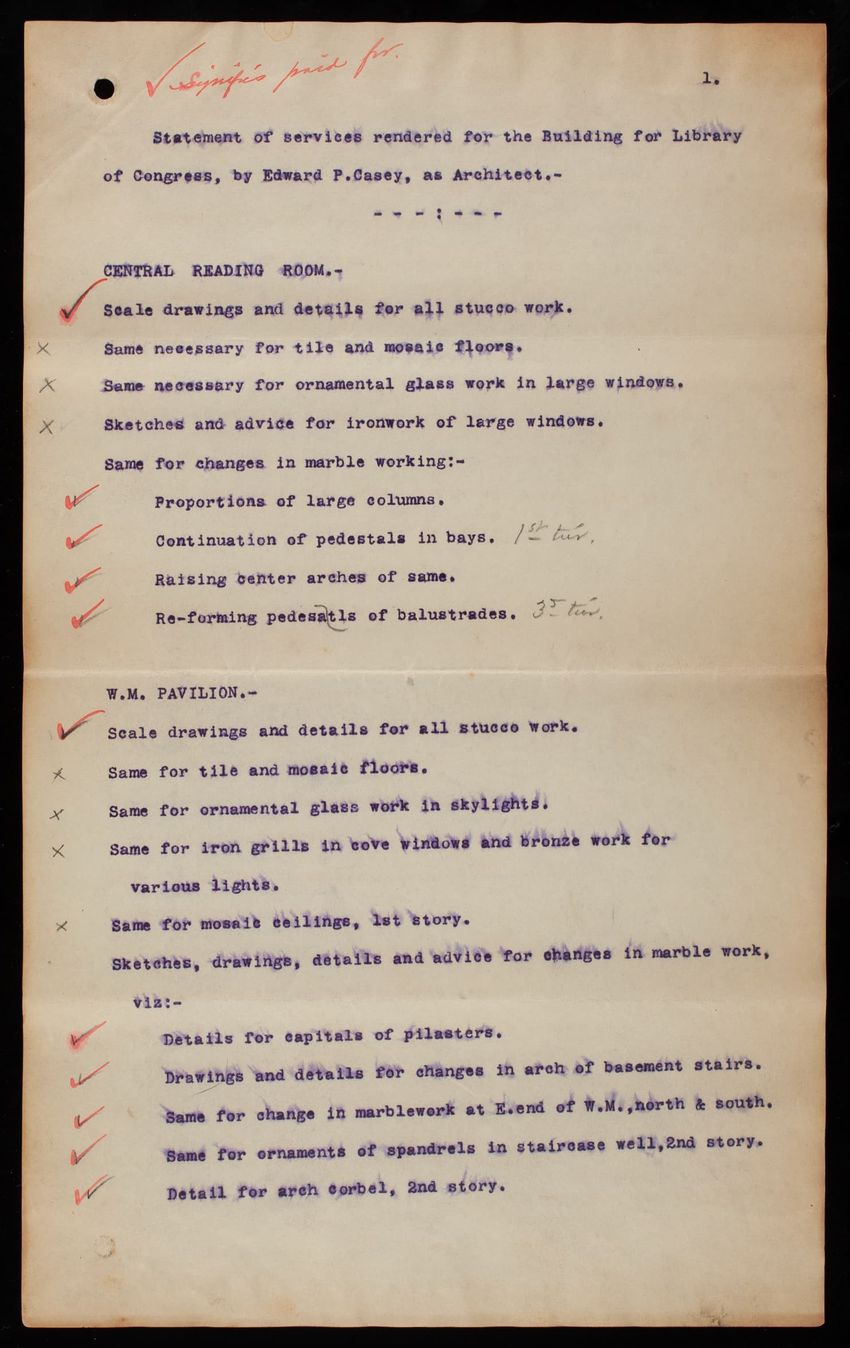 ✓ Signifies paid for.
1.
Statement of services rendered for the Building for Library
of Congress, by Edward P.Casey, as Architect.-
- - - : - - -
CENTRAL READING ROOM.-
✓ Scale drawings and details for all stucco work.
× Same necessary for tile and mosaic floors.
× Same necessary for ornamental glass work in large windows.
× Sketches and advice for ironwork of large windows.
Same for changes in marble working:-
✓ Proportions of large columns.
✓ Continuation of pedestals in bays. 1st tier.
✓ Raising center arches of same.
✓ Re-forming pedesatls of balustrades. 3d tier.
W.M. PAVILION.-
✓ Scale drawings and details for all stucco work.
× Same for tile and mosaic floors.
× Same for ornamental glass work in skylights.
× Same for iron grills in cove windows and bronze work for
various lights.
× Same for mosaic ceilings, 1st story.
Sketches, drawings, details and advice for changes in marble work,
viz:-
✓ Details for capitals of pilasters.
✓ Drawings and details for changes in arch of basement stairs.
✓ Same for change in marblework at E.end of W.M.,north & south.
✓ Same for ornaments of spandrels in staircase well,2nd story.
✓ Detail for arch corbel, 2nd story.